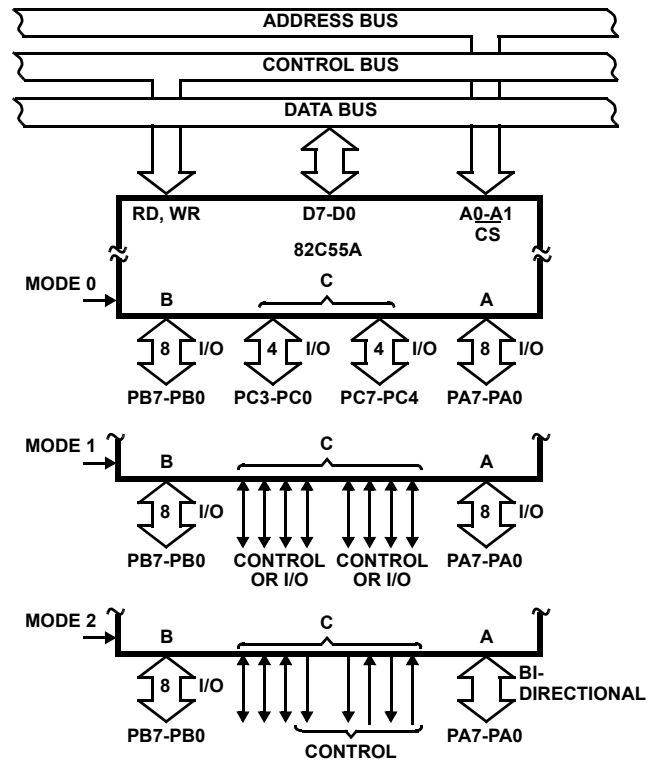 ADDRESS BUS
CONTROL BUS
DATA BUS
RD, WR D7-D0 A0-A1
CS
82C55A
MODE 0
B C A
8 I/O 4 I/O 4 I/O 8 I/O
PB7-PB0 PC3-PC0 PC7-PC4 PA7-PA0
MODE 1
B C A
8 I/O 8 I/O
PB7-PB0 CONTROL CONTROL PA7-PA0
OR I/O OR I/O
MODE 2
B C A
8 I/O BI-
DIRECTIONAL
PB7-PB0 PA7-PA0
CONTROL